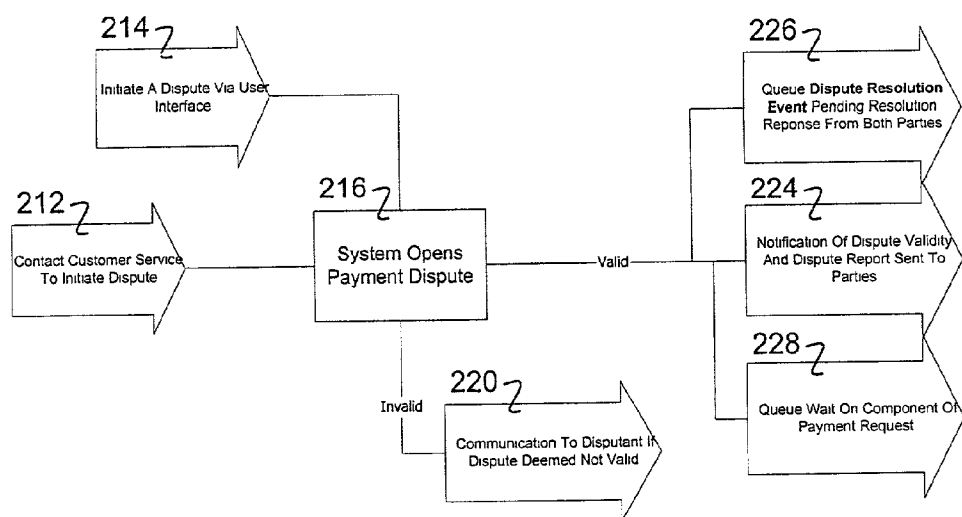 214
Initiate A Dispute Via User
Interface
226
Queue Dispute Resolution
Event Pending Resolution
Reponse From Both Parties
212
Contact Customer Service
To Initiate Dispute
216
System Opens
Payment Dispute
Valid
224
Notification Of Dispute Validity
And Dispute Report Sent To
Parties
Invalid
220
Communication To Disputant If
Dispute Deemed Not Valid
228
Queue Wait On Component Of
Payment Request